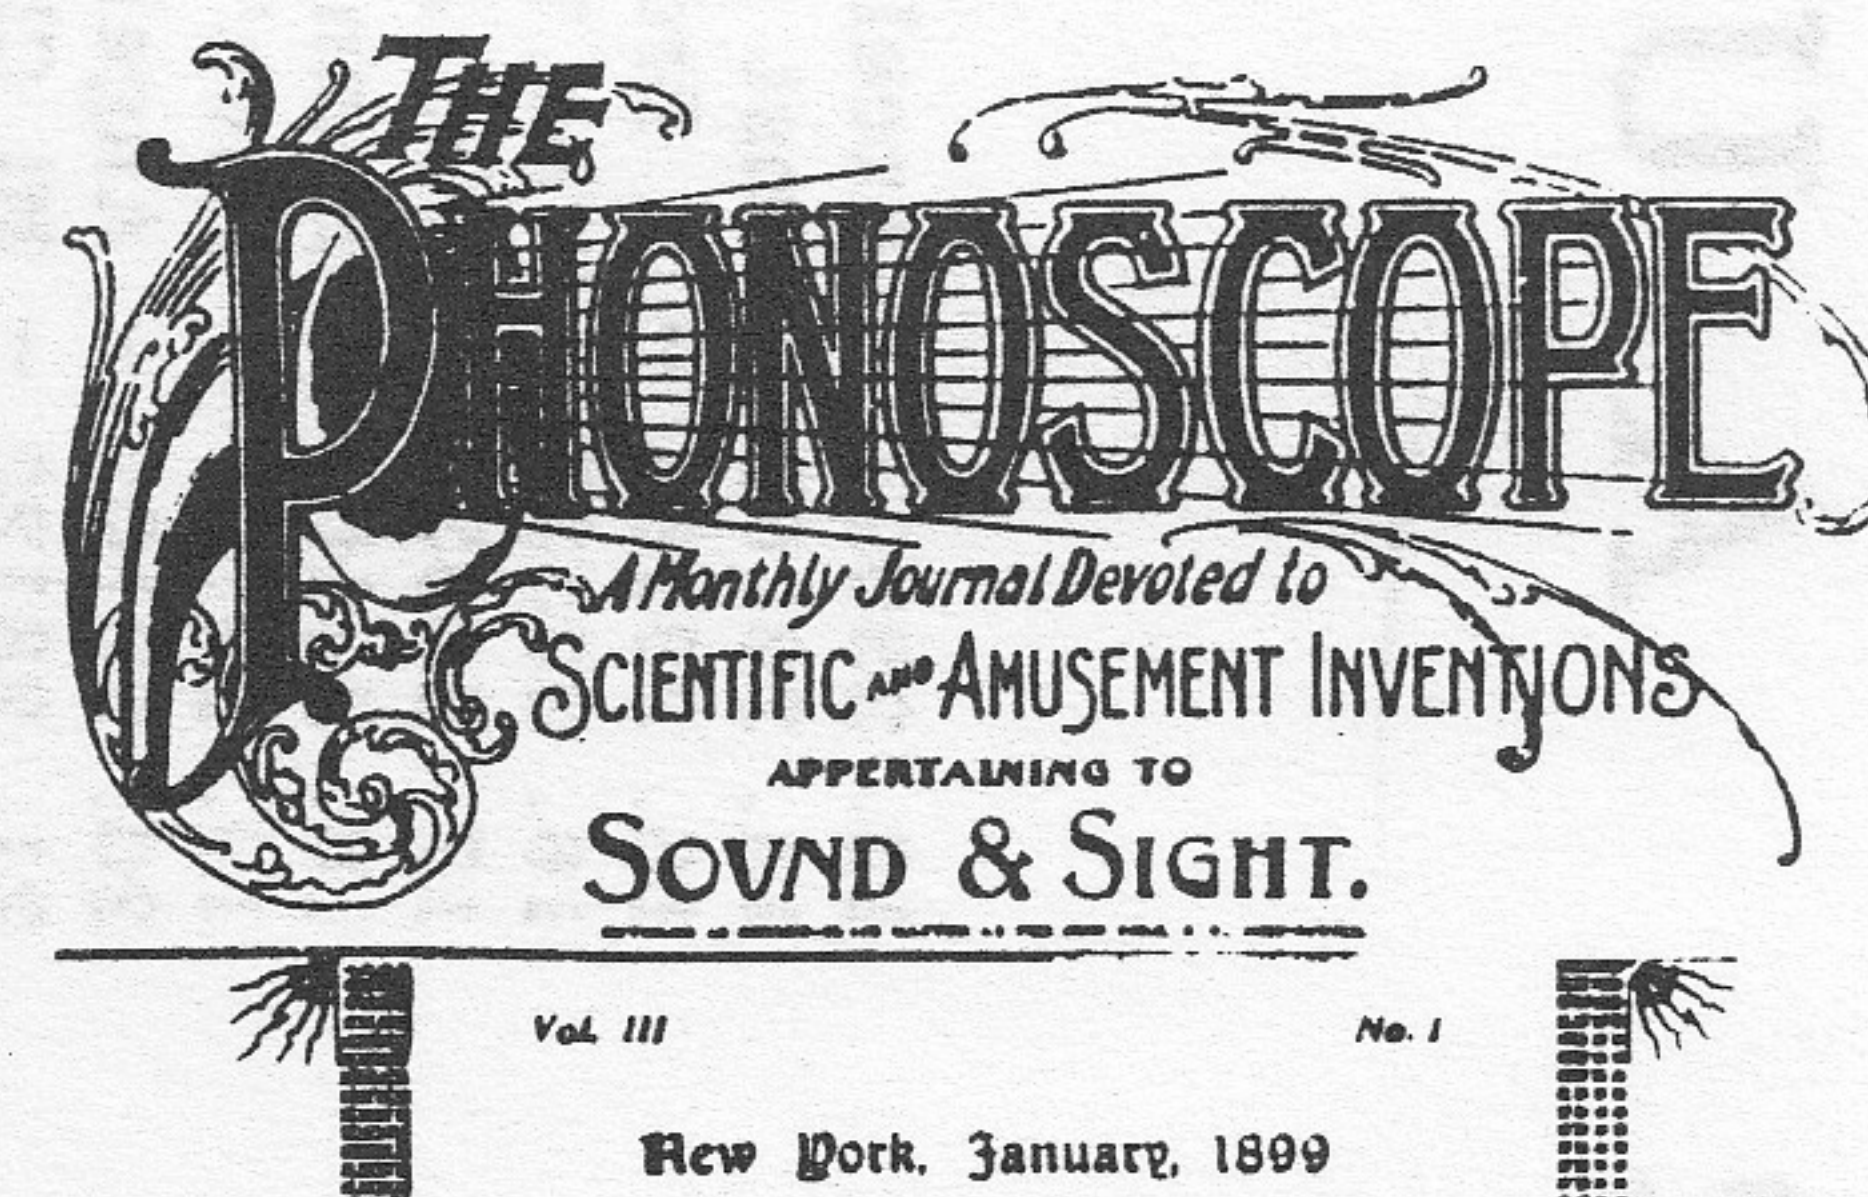 THE
PHONOSCOPE
A Monthly Journal Devoted to
SCIENTIFIC AND AMUSEMENT INVENTIONS
APPERTAINING TO
SOVND & SIGHT.
Vol. III No. 1
New York, January, 1899